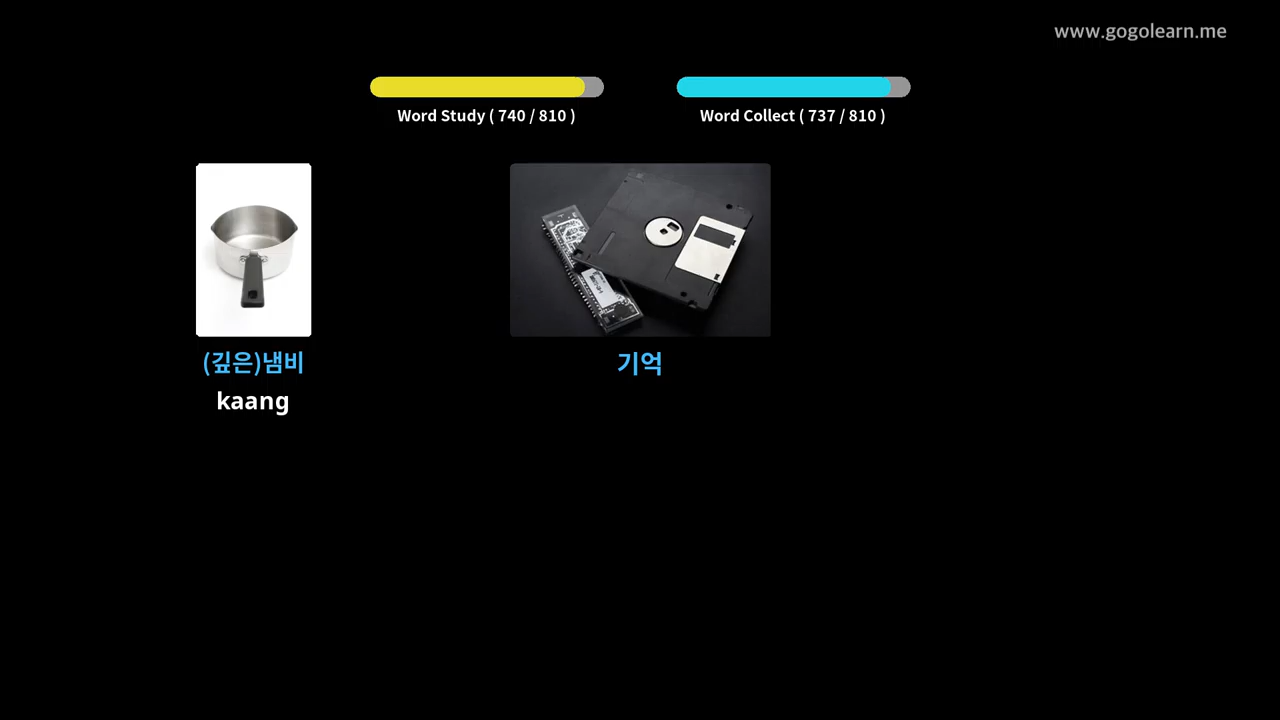 www.gogolearn.me
Word Study ( 740 / 810 )
Word Collect ( 737 / 810 )
(깊은)냄비
기억
kaang